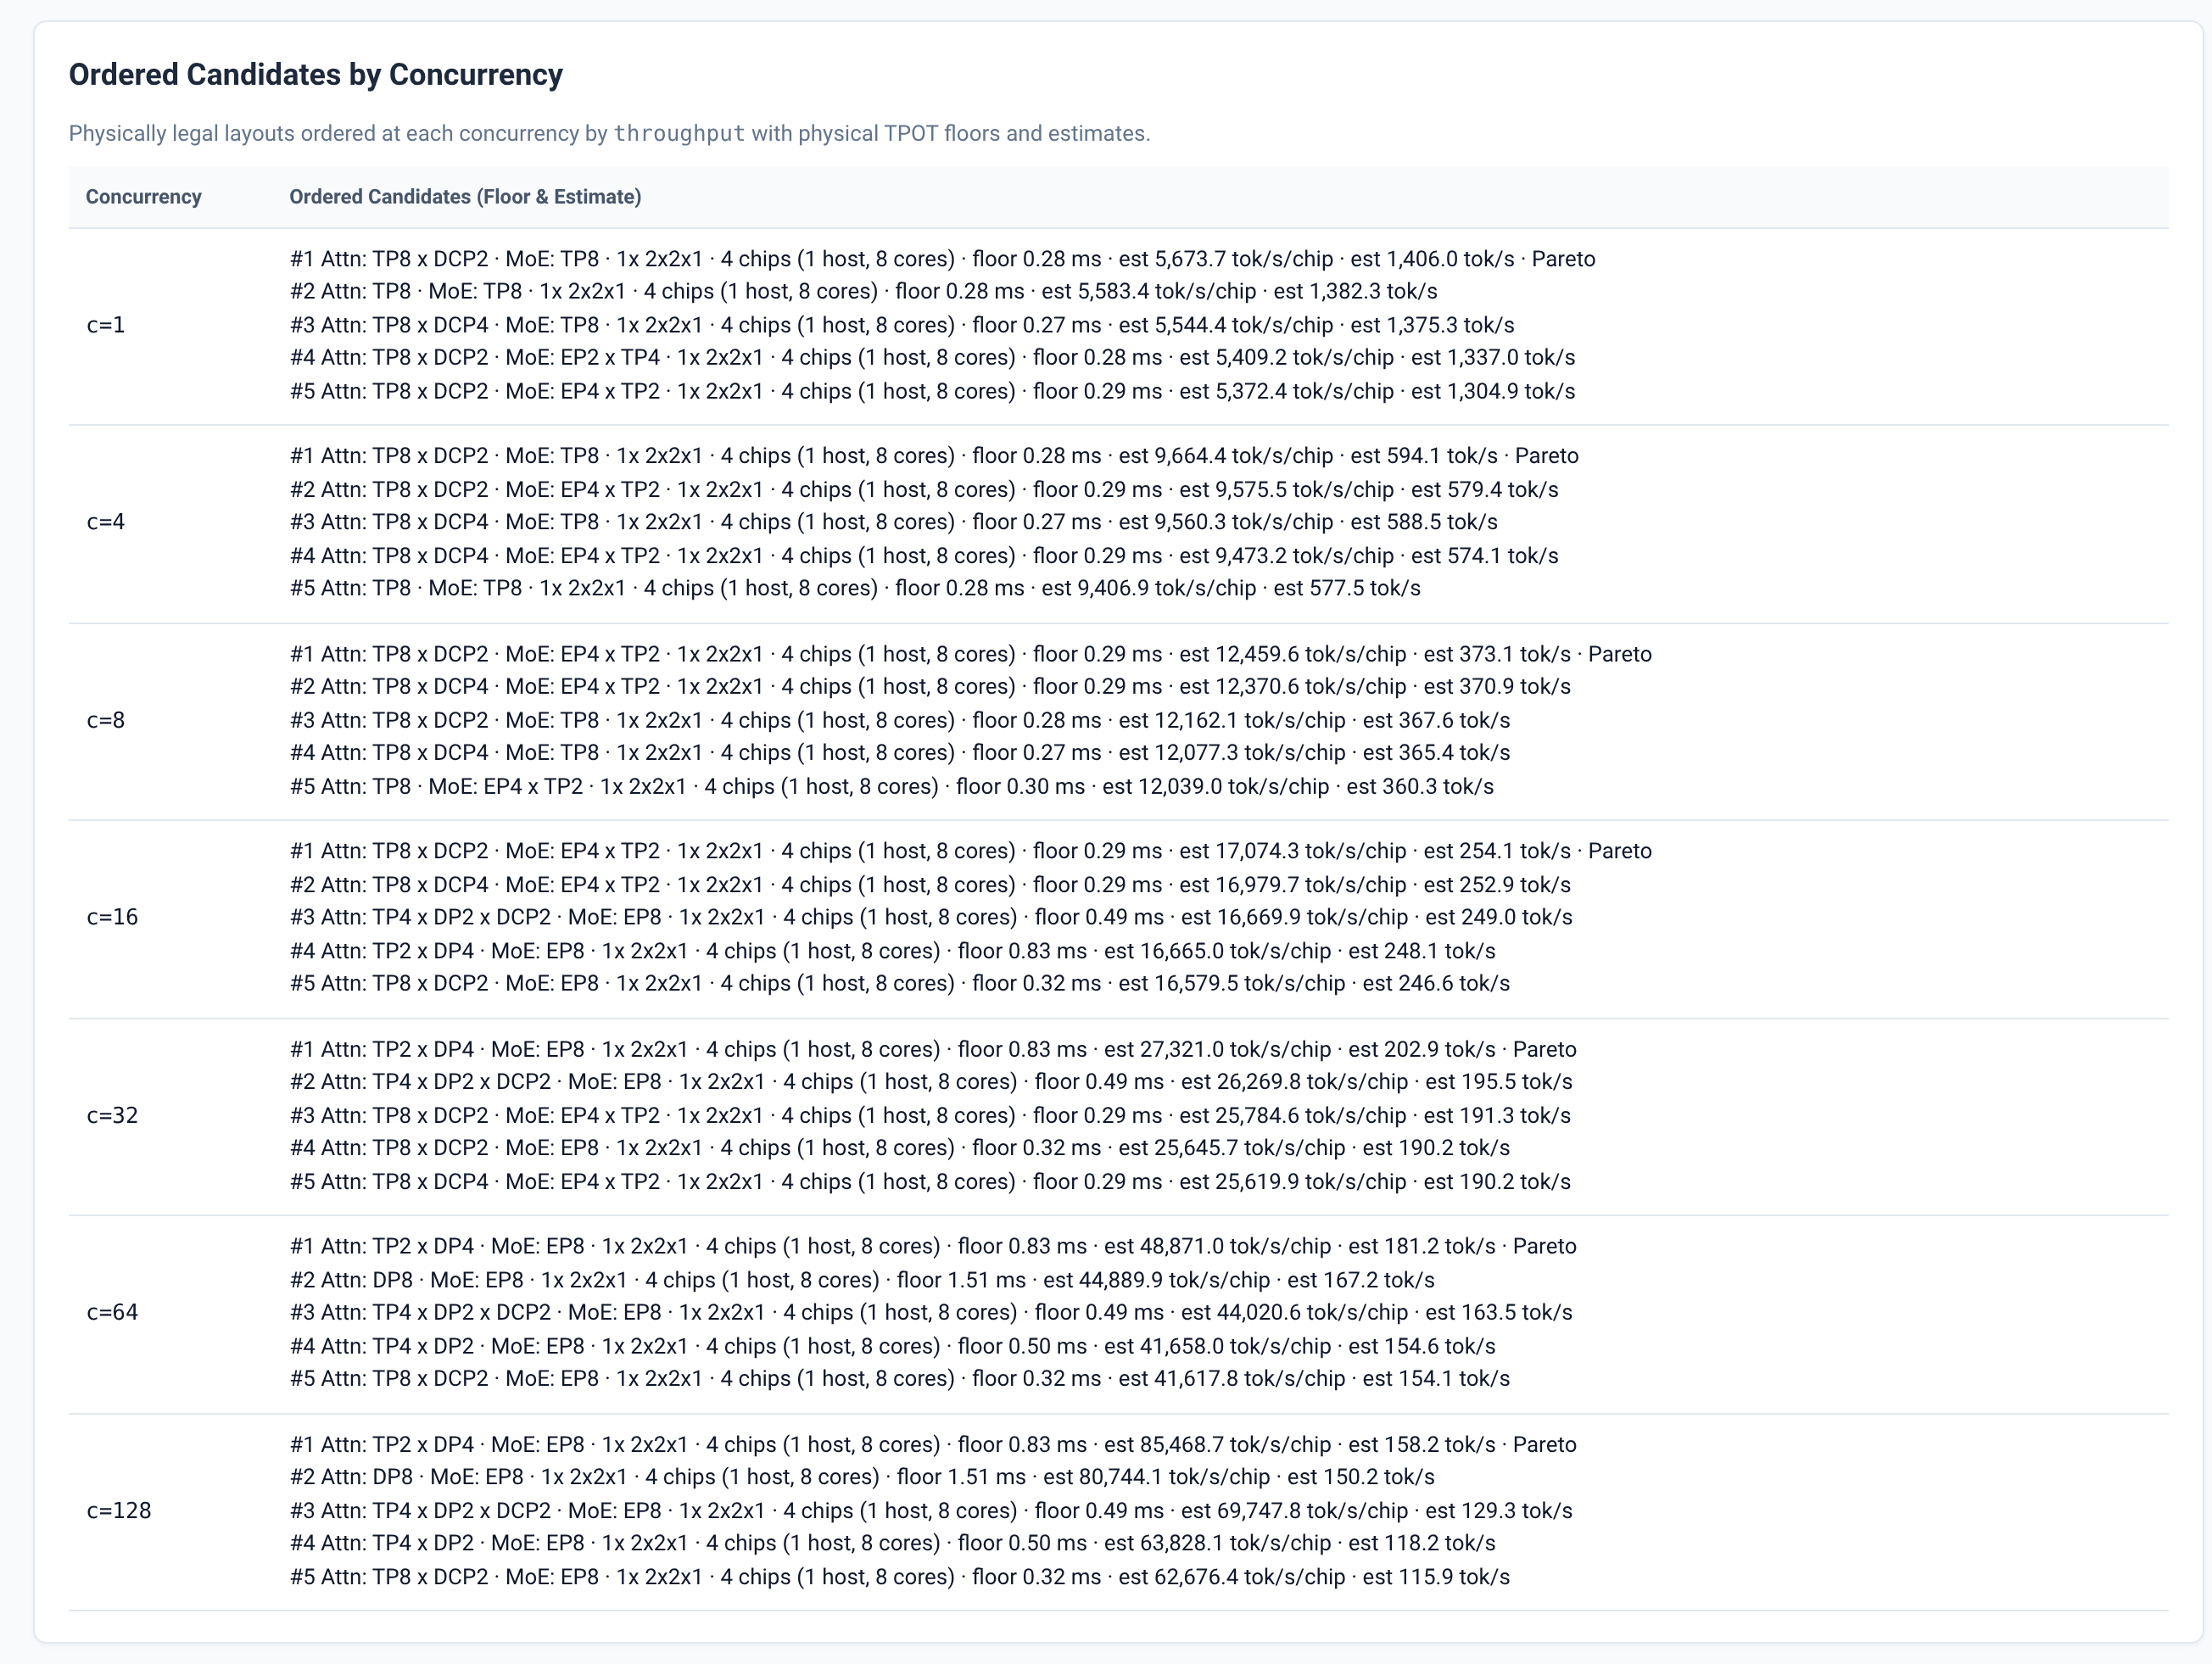 Ordered Candidates by Concurrency
Physically legal layouts ordered at each concurrency by throughput with physical TPOT floors and estimates.
Concurrency Ordered Candidates (Floor & Estimate)
c=1
#1 Attn: TP8 x DCP2 · MoE: TP8 · 1x 2x2x1 · 4 chips (1 host, 8 cores) · floor 0.28 ms · est 5,673.7 tok/s/chip · est 1,406.0 tok/s · Pareto
#2 Attn: TP8 · MoE: TP8 · 1x 2x2x1 · 4 chips (1 host, 8 cores) · floor 0.28 ms · est 5,583.4 tok/s/chip · est 1,382.3 tok/s
#3 Attn: TP8 x DCP4 · MoE: TP8 · 1x 2x2x1 · 4 chips (1 host, 8 cores) · floor 0.27 ms · est 5,544.4 tok/s/chip · est 1,375.3 tok/s
#4 Attn: TP8 x DCP2 · MoE: EP2 x TP4 · 1x 2x2x1 · 4 chips (1 host, 8 cores) · floor 0.28 ms · est 5,409.2 tok/s/chip · est 1,337.0 tok/s
#5 Attn: TP8 x DCP2 · MoE: EP4 x TP2 · 1x 2x2x1 · 4 chips (1 host, 8 cores) · floor 0.29 ms · est 5,372.4 tok/s/chip · est 1,304.9 tok/s
c=4
#1 Attn: TP8 x DCP2 · MoE: TP8 · 1x 2x2x1 · 4 chips (1 host, 8 cores) · floor 0.28 ms · est 9,664.4 tok/s/chip · est 594.1 tok/s · Pareto
#2 Attn: TP8 x DCP2 · MoE: EP4 x TP2 · 1x 2x2x1 · 4 chips (1 host, 8 cores) · floor 0.29 ms · est 9,575.5 tok/s/chip · est 579.4 tok/s
#3 Attn: TP8 x DCP4 · MoE: TP8 · 1x 2x2x1 · 4 chips (1 host, 8 cores) · floor 0.27 ms · est 9,560.3 tok/s/chip · est 588.5 tok/s
#4 Attn: TP8 x DCP4 · MoE: EP4 x TP2 · 1x 2x2x1 · 4 chips (1 host, 8 cores) · floor 0.29 ms · est 9,473.2 tok/s/chip · est 574.1 tok/s
#5 Attn: TP8 · MoE: TP8 · 1x 2x2x1 · 4 chips (1 host, 8 cores) · floor 0.28 ms · est 9,406.9 tok/s/chip · est 577.5 tok/s
c=8
#1 Attn: TP8 x DCP2 · MoE: EP4 x TP2 · 1x 2x2x1 · 4 chips (1 host, 8 cores) · floor 0.29 ms · est 12,459.6 tok/s/chip · est 373.1 tok/s · Pareto
#2 Attn: TP8 x DCP4 · MoE: EP4 x TP2 · 1x 2x2x1 · 4 chips (1 host, 8 cores) · floor 0.29 ms · est 12,370.6 tok/s/chip · est 370.9 tok/s
#3 Attn: TP8 x DCP2 · MoE: TP8 · 1x 2x2x1 · 4 chips (1 host, 8 cores) · floor 0.28 ms · est 12,162.1 tok/s/chip · est 367.6 tok/s
#4 Attn: TP8 x DCP4 · MoE: TP8 · 1x 2x2x1 · 4 chips (1 host, 8 cores) · floor 0.27 ms · est 12,077.3 tok/s/chip · est 365.4 tok/s
#5 Attn: TP8 · MoE: EP4 x TP2 · 1x 2x2x1 · 4 chips (1 host, 8 cores) · floor 0.30 ms · est 12,039.0 tok/s/chip · est 360.3 tok/s
c=16
#1 Attn: TP8 x DCP2 · MoE: EP4 x TP2 · 1x 2x2x1 · 4 chips (1 host, 8 cores) · floor 0.29 ms · est 17,074.3 tok/s/chip · est 254.1 tok/s · Pareto
#2 Attn: TP8 x DCP4 · MoE: EP4 x TP2 · 1x 2x2x1 · 4 chips (1 host, 8 cores) · floor 0.29 ms · est 16,979.7 tok/s/chip · est 252.9 tok/s
#3 Attn: TP4 x DP2 x DCP2 · MoE: EP8 · 1x 2x2x1 · 4 chips (1 host, 8 cores) · floor 0.49 ms · est 16,669.9 tok/s/chip · est 249.0 tok/s
#4 Attn: TP2 x DP4 · MoE: EP8 · 1x 2x2x1 · 4 chips (1 host, 8 cores) · floor 0.83 ms · est 16,665.0 tok/s/chip · est 248.1 tok/s
#5 Attn: TP8 x DCP2 · MoE: EP8 · 1x 2x2x1 · 4 chips (1 host, 8 cores) · floor 0.32 ms · est 16,579.5 tok/s/chip · est 246.6 tok/s
c=32
#1 Attn: TP2 x DP4 · MoE: EP8 · 1x 2x2x1 · 4 chips (1 host, 8 cores) · floor 0.83 ms · est 27,321.0 tok/s/chip · est 202.9 tok/s · Pareto
#2 Attn: TP4 x DP2 x DCP2 · MoE: EP8 · 1x 2x2x1 · 4 chips (1 host, 8 cores) · floor 0.49 ms · est 26,269.8 tok/s/chip · est 195.5 tok/s
#3 Attn: TP8 x DCP2 · MoE: EP4 x TP2 · 1x 2x2x1 · 4 chips (1 host, 8 cores) · floor 0.29 ms · est 25,784.6 tok/s/chip · est 191.3 tok/s
#4 Attn: TP8 x DCP2 · MoE: EP8 · 1x 2x2x1 · 4 chips (1 host, 8 cores) · floor 0.32 ms · est 25,645.7 tok/s/chip · est 190.2 tok/s
#5 Attn: TP8 x DCP4 · MoE: EP4 x TP2 · 1x 2x2x1 · 4 chips (1 host, 8 cores) · floor 0.29 ms · est 25,619.9 tok/s/chip · est 190.2 tok/s
c=64
#1 Attn: TP2 x DP4 · MoE: EP8 · 1x 2x2x1 · 4 chips (1 host, 8 cores) · floor 0.83 ms · est 48,871.0 tok/s/chip · est 181.2 tok/s · Pareto
#2 Attn: DP8 · MoE: EP8 · 1x 2x2x1 · 4 chips (1 host, 8 cores) · floor 1.51 ms · est 44,889.9 tok/s/chip · est 167.2 tok/s
#3 Attn: TP4 x DP2 x DCP2 · MoE: EP8 · 1x 2x2x1 · 4 chips (1 host, 8 cores) · floor 0.49 ms · est 44,020.6 tok/s/chip · est 163.5 tok/s
#4 Attn: TP4 x DP2 · MoE: EP8 · 1x 2x2x1 · 4 chips (1 host, 8 cores) · floor 0.50 ms · est 41,658.0 tok/s/chip · est 154.6 tok/s
#5 Attn: TP8 x DCP2 · MoE: EP8 · 1x 2x2x1 · 4 chips (1 host, 8 cores) · floor 0.32 ms · est 41,617.8 tok/s/chip · est 154.1 tok/s
c=128
#1 Attn: TP2 x DP4 · MoE: EP8 · 1x 2x2x1 · 4 chips (1 host, 8 cores) · floor 0.83 ms · est 85,468.7 tok/s/chip · est 158.2 tok/s · Pareto
#2 Attn: DP8 · MoE: EP8 · 1x 2x2x1 · 4 chips (1 host, 8 cores) · floor 1.51 ms · est 80,744.1 tok/s/chip · est 150.2 tok/s
#3 Attn: TP4 x DP2 x DCP2 · MoE: EP8 · 1x 2x2x1 · 4 chips (1 host, 8 cores) · floor 0.49 ms · est 69,747.8 tok/s/chip · est 129.3 tok/s
#4 Attn: TP4 x DP2 · MoE: EP8 · 1x 2x2x1 · 4 chips (1 host, 8 cores) · floor 0.50 ms · est 63,828.1 tok/s/chip · est 118.2 tok/s
#5 Attn: TP8 x DCP2 · MoE: EP8 · 1x 2x2x1 · 4 chips (1 host, 8 cores) · floor 0.32 ms · est 62,676.4 tok/s/chip · est 115.9 tok/s